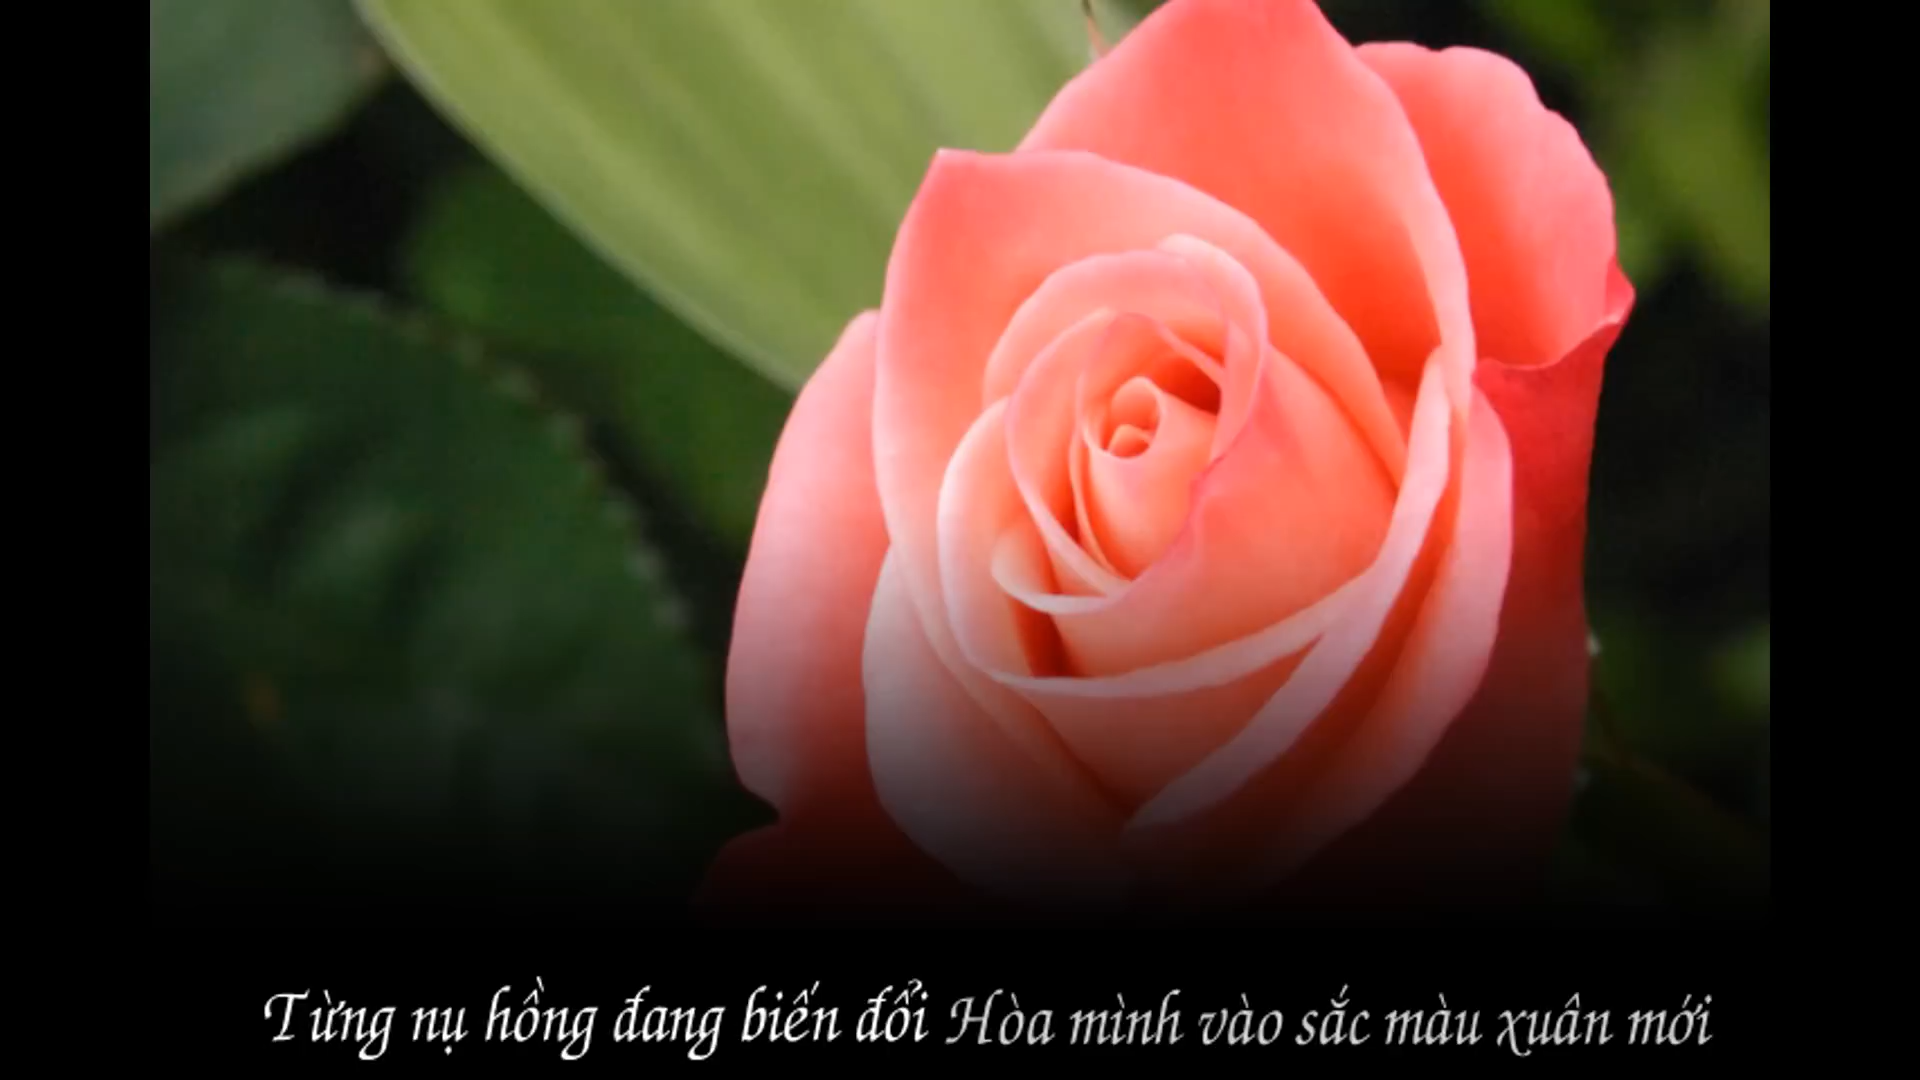 Từng nụ hồng đang biến đổi Hòa mình vào sắc màu xuân mới